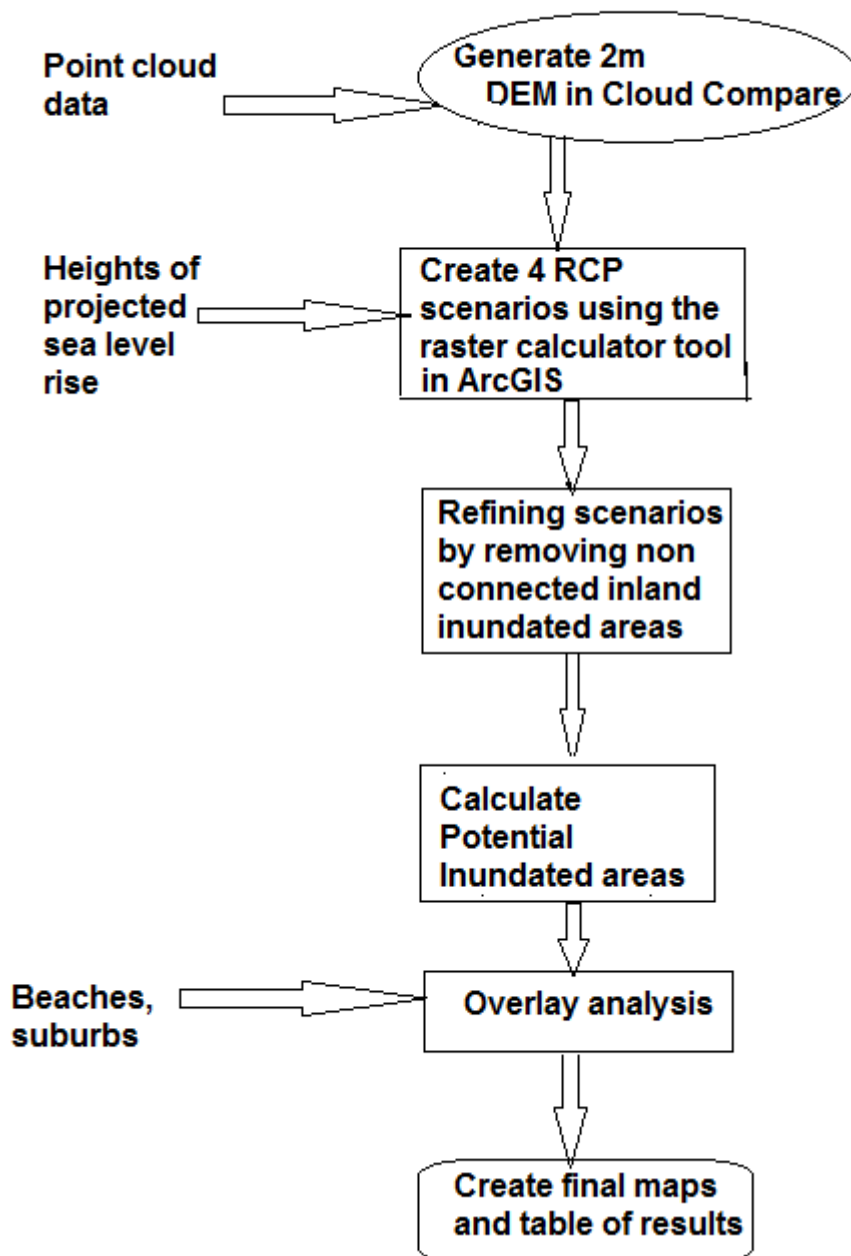 Point cloud
data
Generate 2m
DEM in Cloud Compare
Heights of
projected
sea level
rise
Create 4 RCP
scenarios using the
raster calculator tool
in ArcGIS
Refining scenarios
by removing non
connected inland
inundated areas
Calculate
Potential
Inundated areas
Beaches,
suburbs
Overlay analysis
Create final maps
and table of results